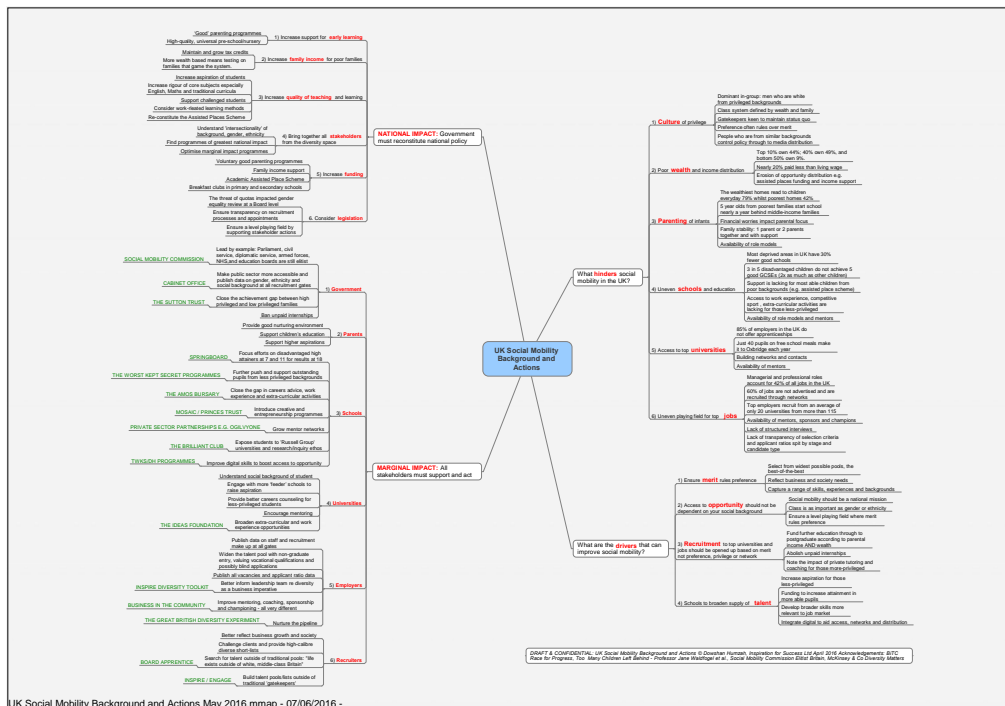 'Good' parenting programmes
High-quality, universal pre-school/nursery
1) Increase support for early learning
Maintain and grow tax credits
More wealth based means testing on
families that game the system.
2) Increase family income for poor families
Increase aspiration of students
Increase rigour of core subjects especially
English, Maths and traditional curricula
Support challenged students
Consider work-related learning methods
Re-constitute the Assisted Places Scheme
3) Increase quality of teaching and learning
Understand 'intersectionality' of
background, gender, ethnicity
Find programmes of greatest national impact
Optimise marginal impact programmes
4) Bring together all stakeholders
from the diversity space
Voluntary good parenting programmes
Family income support
Academic Assisted Place Scheme
Breakfast clubs in primary and secondary schools
5) Increase funding
The threat of quotas impacted gender
equality review at a Board level
Ensure transparency on recruitment
processes and appointments
Ensure a level playing field by
supporting stakeholder actions
6. Consider legislation
NATIONAL IMPACT: Government
must reconstitute national policy
SOCIAL MOBILITY COMMISSION
Lead by example: Parliament, civil
service, diplomatic service, armed forces,
NHS,and education boards are still elitist
CABINET OFFICE
Make public sector more accessible and
publish data on gender, ethnicity and
social background at all recruitment gates
THE SUTTON TRUST
Close the achievement gap between high
privileged and low privileged families
Ban unpaid internships
1) Government
Provide good nurturing environment
Support children's education
Support higher aspirations
2) Parents
SPRINGBOARD
Focus efforts on disadvantaged high
attainers at 7 and 11 for results at 18
THE WORST KEPT SECRET PROGRAMMES
Further push and support outstanding
pupils from less privileged backgrounds
THE AMOS BURSARY
Close the gap in careers advice, work
experience and extra-curricular activities
MOSAIC / PRINCES TRUST
Introduce creative and
entrepreneurship programmes
PRIVATE SECTOR PARTNERSHIPS E.G. OGILVYONE
Grow mentor networks
THE BRILLIANT CLUB
Expose students to 'Russell Group'
universities and research/inquiry ethos
TWKS/DH PROGRAMMES
Improve digital skills to boost access to opportunity
3) Schools
MARGINAL IMPACT: All
stakeholders must support and act
Understand social background of student
Engage with more 'feeder' schools to
raise aspiration
Provide better careers counseling for
less-privileged students
Encourage mentoring
THE IDEAS FOUNDATION
Broaden extra-curricular and work
experience opportunities
4) Universities
Publish data on staff and recruitment
make up at all gates
Widen the talent pool with non-graduate
entry, valuing vocational qualifications and
possibly blind applications
Publish all vacancies and applicant ratio data
INSPIRE DIVERSITY TOOLKIT
Better inform leadership team re diversity
as a business imperative
BUSINESS IN THE COMMUNITY
Improve mentoring, coaching, sponsorship
and championing - all very different
THE GREAT BRITISH DIVERSITY EXPERIMENT
Nurture the pipeline
5) Employers
Better reflect business growth and society
Challenge clients and provide high-calibre
diverse short-lists
BOARD APPRENTICE
Search for talent outside of traditional pools: "life
exists outside of white, middle-class Britain"
INSPIRE / ENGAGE
Build talent pools/lists outside of
traditional 'gatekeepers'
6) Recruiters
UK Social Mobility
Background and
Actions
What hinders social
mobility in the UK?
1) Culture of privilege
Dominant in-group: men who are white
from privileged backgrounds
Class system defined by wealth and family
Gatekeepers keen to maintain status quo
Preference often rules over merit
People who are from similar backgrounds
control policy through to media distribution
2) Poor wealth and income distribution
Top 10% own 44%; 40% own 49%, and
bottom 50% own 9%.
Nearly 20% paid less than living wage
Erosion of opportunity distribution e.g.
assisted places funding and income support
3) Parenting of infants
The wealthiest homes read to children
everyday 79% whilst poorest homes 42%
5 year olds from poorest families start school
nearly a year behind middle-income families
Financial worries impact parental focus
Family stability: 1 parent or 2 parents
together and with support
Availability of role models
4) Uneven schools and education
Most deprived areas in UK have 30%
fewer good schools
3 in 5 disadvantaged children do not achieve 5
good GCSEs (2x as much as other children)
Support is lacking for most able children from
poor backgrounds (e.g. assisted place scheme)
Access to work experience, competitive
sport , extra-curricular activities are
lacking for those less-privileged
Availability of role models and mentors
5) Access to top universities
85% of employers in the UK do
not offer apprenticeships
Just 40 pupils on free school meals make
it to Oxbridge each year
Building networks and contacts
Availability of mentors
6) Uneven playing field for top jobs
Managerial and professional roles
account for 42% of all jobs in the UK
60% of jobs are not advertised and are
recruited through networks
Top employers recruit from an average of
only 20 universities from more than 115
Availability of mentors, sponsors and champions
Lack of structured interviews
Lack of transparency of selection criteria
and applicant ratios split by stage and
candidate type
What are the drivers that can
improve social mobility?
1) Ensure merit rules preference
Select from widest possible pools, the
best-of-the-best
Reflect business and society needs
Capture a range of skills, experiences and backgrounds
2) Access to opportunity should not be
dependent on your social background
Social mobility should be a national mission
Class is as important as gender or ethnicity
Ensure a level playing field where merit
rules preference
3) Recruitment to top universities and
jobs should be opened up based on merit
not preference, privilege or network
Fund further education through to
postgraduate according to parental
income AND wealth
Abolish unpaid internships
Note the impact of private tutoring and
coaching for those more-privileged
4) Schools to broaden supply of talent
Increase aspiration for those
less-privileged
Funding to increase attainment in
more able pupils
Develop broader skills more
relevant to job market
Integrate digital to aid access, networks and distribution
DRAFT & CONFIDENTIAL: UK Social Mobility Background and Actions © Doweshan Humzah, Inspiration for Success Ltd April 2016 Acknowledgements: BiTC
Race for Progress, Too Many Children Left Behind - Professor Jane Waldfogel et al., Social Mobility Commission Elitist Britain, McKinsey & Co Diversity Matters
UK Social Mobility Background and Actions May 2016.mmap - 07/06/2016 -